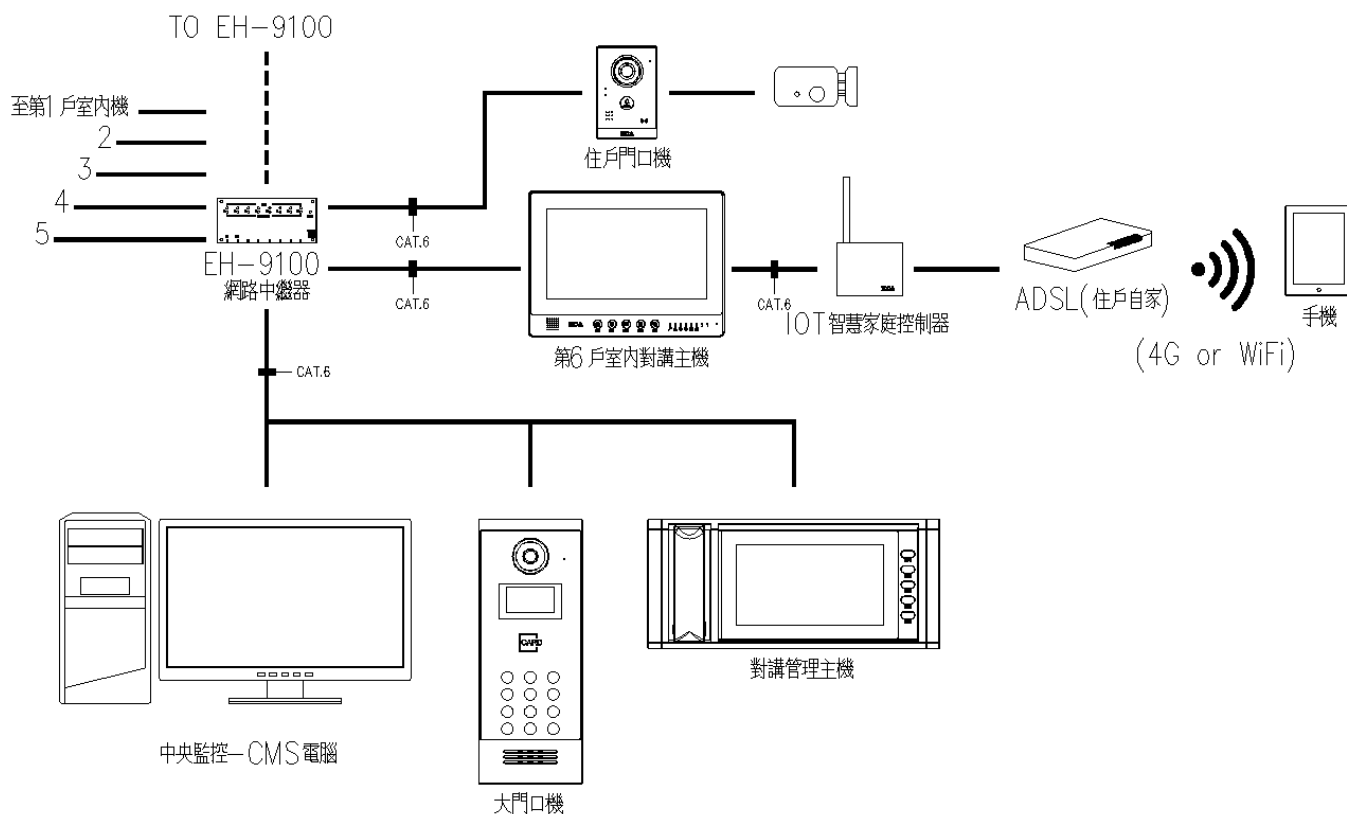 TO EH-9100
至第1戶室內機
2
3
4
5
EH-9100
網路中繼器
CAT.6
CAT.6
CAT.6
CAT.6
住戶門口機
第6戶室內對講主機
IOT智慧家庭控制器
ADSL(住戶自家)
(4G or WiFi)
手機
中央監控-CMS電腦
CARD
大門口機
對講管理主機